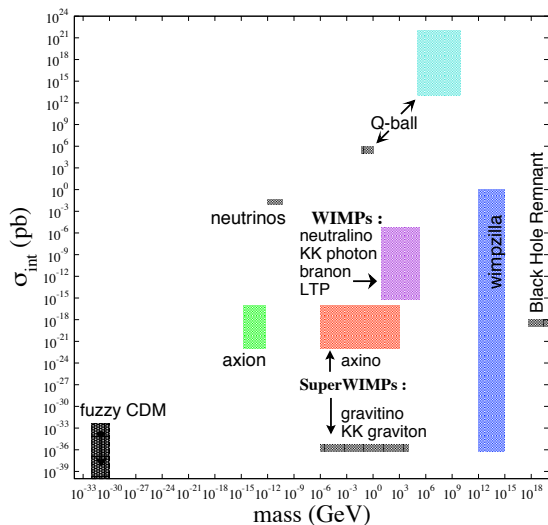 10^24
10^21
10^18
10^15
10^12
10^9
10^6
10^3
10^0
10^-3
10^-6
10^-9
10^-12
10^-15
10^-18
10^-21
10^-24
10^-27
10^-30
10^-33
10^-36
10^-39
σ_int (pb)
Q-ball
neutrinos
WIMPs :
neutralino
KK photon
branon
LTP
wimpzilla
Black Hole Remnant
axion
axino
SuperWIMPs :
fuzzy CDM
gravitino
KK graviton
10^-33 10^-30 10^-27 10^-24 10^-21 10^-18 10^-15 10^-12 10^-9 10^-6 10^-3 10^0 10^3 10^6 10^9 10^12 10^15 10^18
mass (GeV)